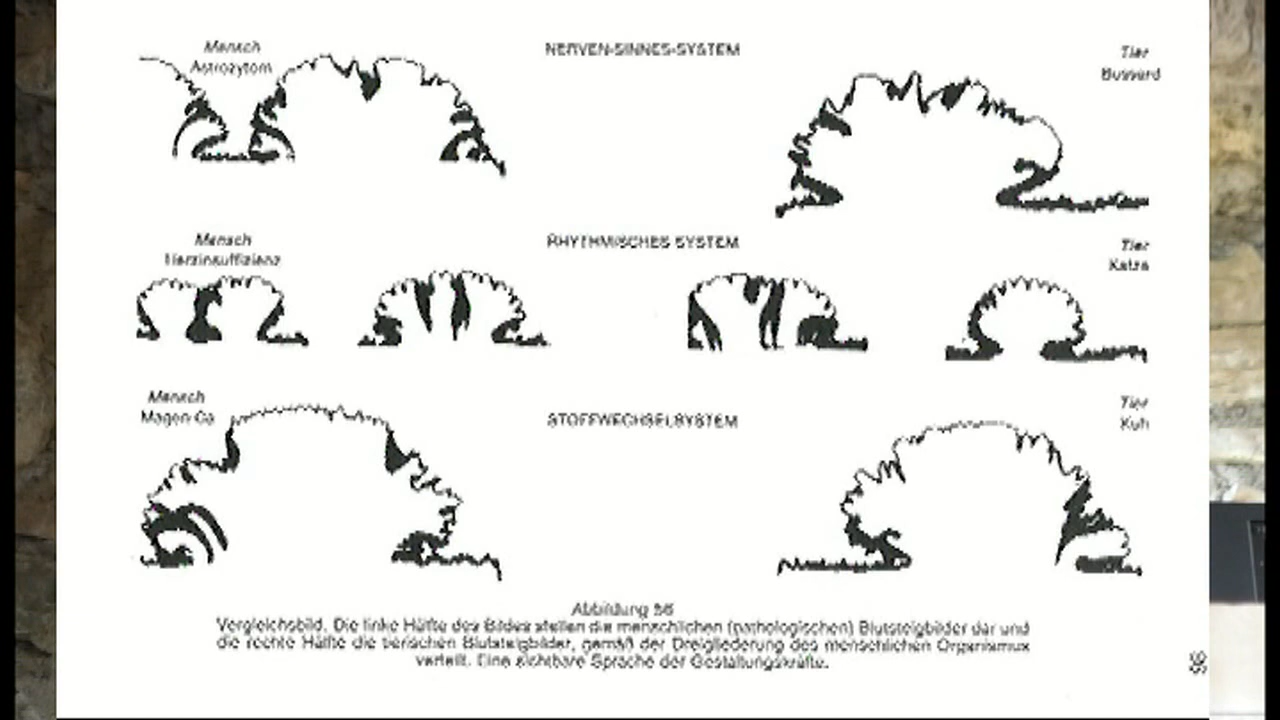 Mensch
Astrozytom
NERVEN-SINNES-SYSTEM
Tier
Bussard
Mensch
Herzinsuffizienz
RHYTHMISCHES SYSTEM
Tier
Katze
Mensch
Magen-Ca
STOFFWECHSELSYSTEM
Tier
Kuh
Abbildung 56
Vergleichsbild. Die linke Hälfte des Bildes stellen die menschlichen (pathologischen) Blutsteigbilder dar und
die rechte Hälfte die tierischen Blutsteigbilder, gemäß der Dreigliederung des menschlichen Organismus
verteilt. Eine sichtbare Sprache der Gestaltungskräfte.